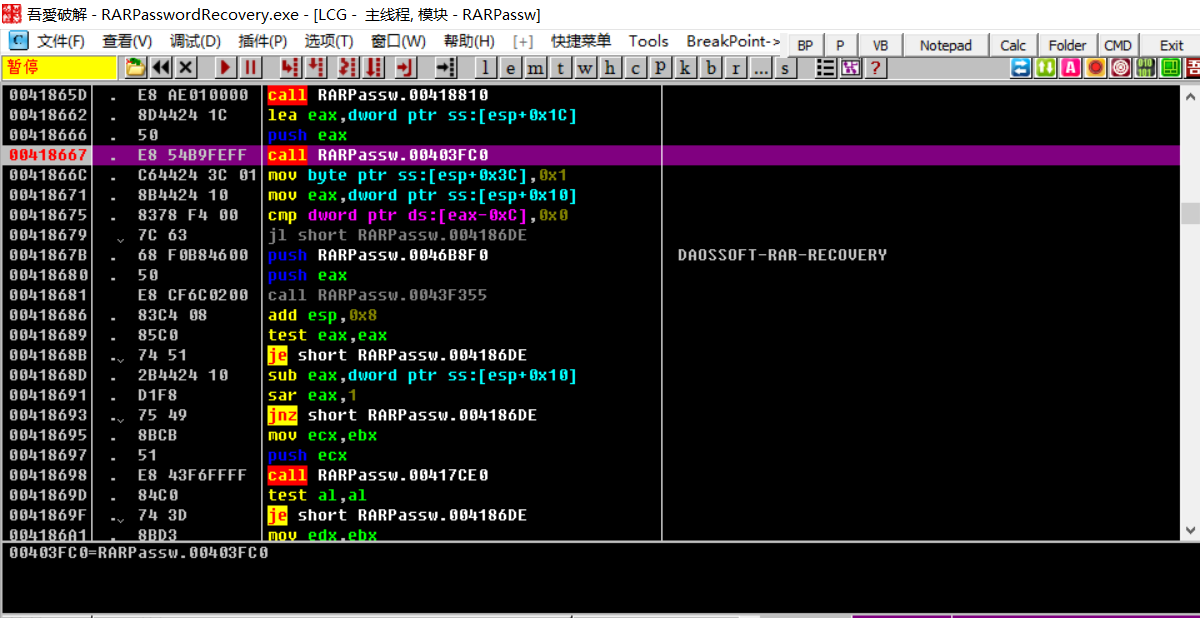 吾愛破解 - RARPasswordRecovery.exe - [LCG - 主线程, 模块 - RARPassw]
C 文件(F) 查看(V) 调试(D) 插件(P) 选项(T) 窗口(W) 帮助(H) [+] 快捷菜单 Tools BreakPoint-> BP P VB Notepad Calc Folder CMD Exit
暂停 l e m t w h c P k b r ... s ? A
0041865D . E8 AE010000 call RARPassw.00418810
00418662 . 8D4424 1C lea eax,dword ptr ss:[esp+0x1C]
00418666 . 50 push eax
00418667 . E8 54B9FEFF call RARPassw.00403FC0
0041866C . C64424 3C 01 mov byte ptr ss:[esp+0x3C],0x1
00418671 . 8B4424 10 mov eax,dword ptr ss:[esp+0x10]
00418675 . 8378 F4 00 cmp dword ptr ds:[eax-0xC],0x0
00418679 7C 63 jl short RARPassw.004186DE
0041867B . 68 F0B84600 push RARPassw.0046B8F0 DAOSSOFT-RAR-RECOVERY
00418680 . 50 push eax
00418681 E8 CF6C0200 call RARPassw.0043F355
00418686 . 83C4 08 add esp,0x8
00418689 . 85C0 test eax,eax
0041868B . 74 51 je short RARPassw.004186DE
0041868D . 2B4424 10 sub eax,dword ptr ss:[esp+0x10]
00418691 . D1F8 sar eax,1
00418693 . 75 49 jnz short RARPassw.004186DE
00418695 . 8BCB mov ecx,ebx
00418697 . 51 push ecx
00418698 . E8 43F6FFFF call RARPassw.00417CE0
0041869D . 84C0 test al,al
0041869F . 74 3D je short RARPassw.004186DE
004186A1 . 8BD3 mov edx,ebx
00403FC0=RARPassw.00403FC0